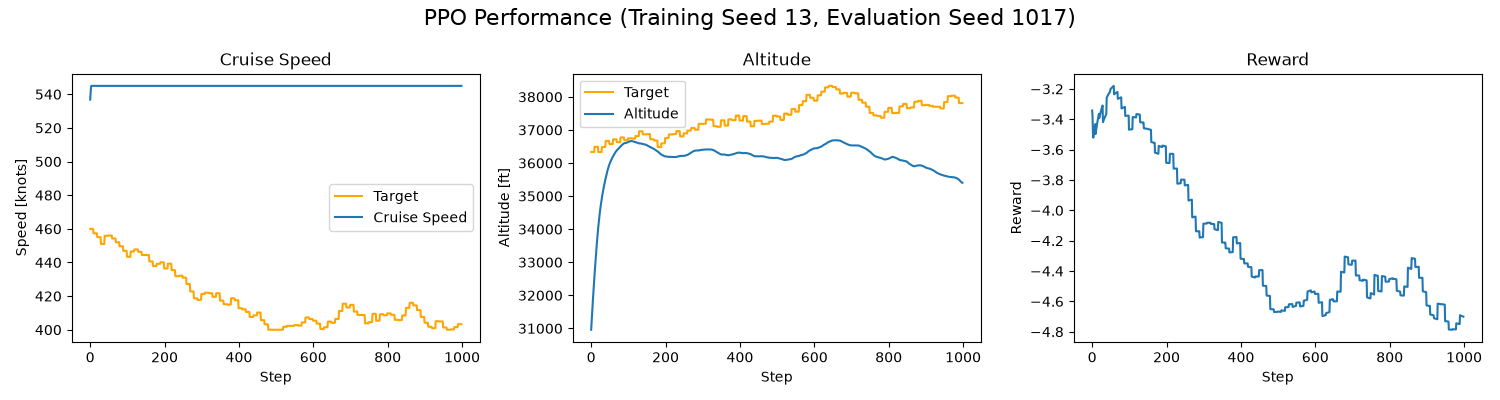 PPO Performance (Training Seed 13, Evaluation Seed 1017)
Cruise Speed
Speed [knots]
540
520
500
480
460
440
420
400
Target
Cruise Speed
0 200 400 600 800 1000
Step
Altitude
Altitude [ft]
38000
37000
36000
35000
34000
33000
32000
31000
Target
Altitude
0 200 400 600 800 1000
Step
Reward
Reward
−3.2
−3.4
−3.6
−3.8
−4.0
−4.2
−4.4
−4.6
−4.8
0 200 400 600 800 1000
Step